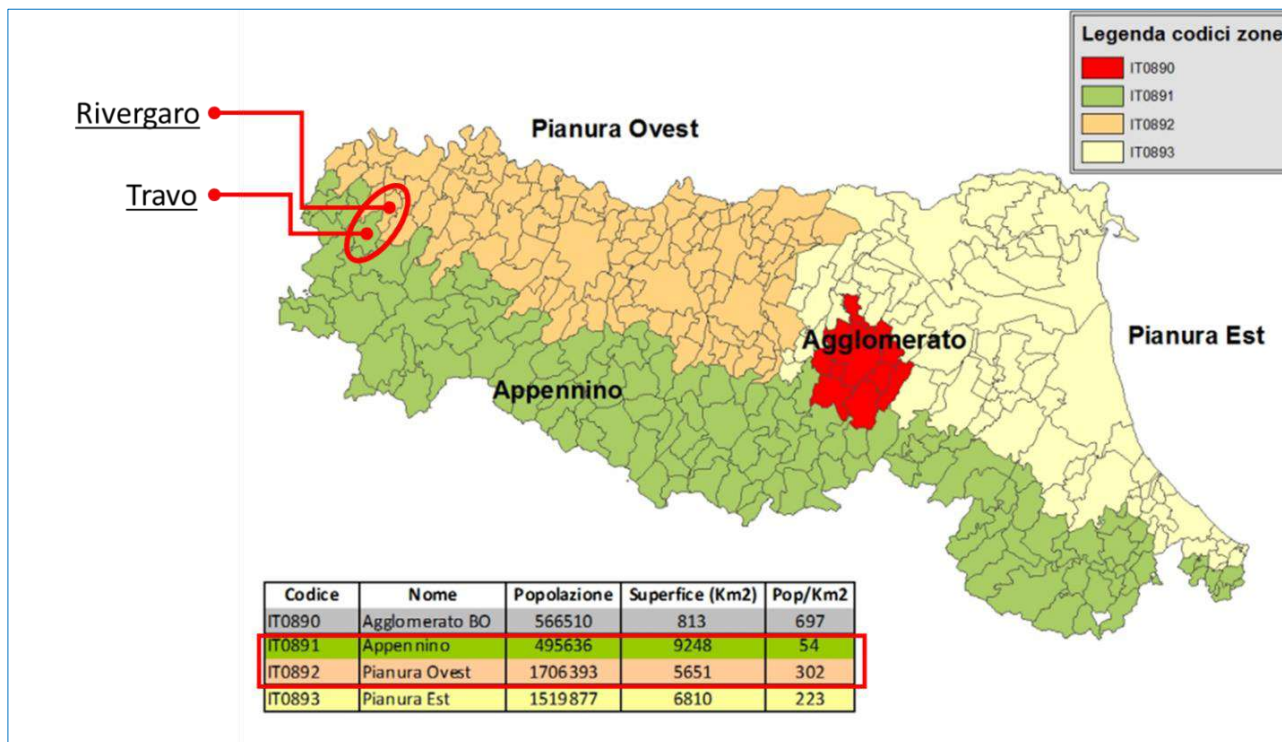 Legenda codici zone
IT0890
IT0891
IT0892
IT0893
Rivergaro
Pianura Ovest
Travo
Agglomerato
Pianura Est
Appennino
Codice Nome Popolazione Superfice (Km2) Pop/Km2
IT0890 Agglomerato BO 566510 813 697
IT0891 Appennino 495636 9248 54
IT0892 Pianura Ovest 1706393 5651 302
IT0893 Pianura Est 1519877 6810 223